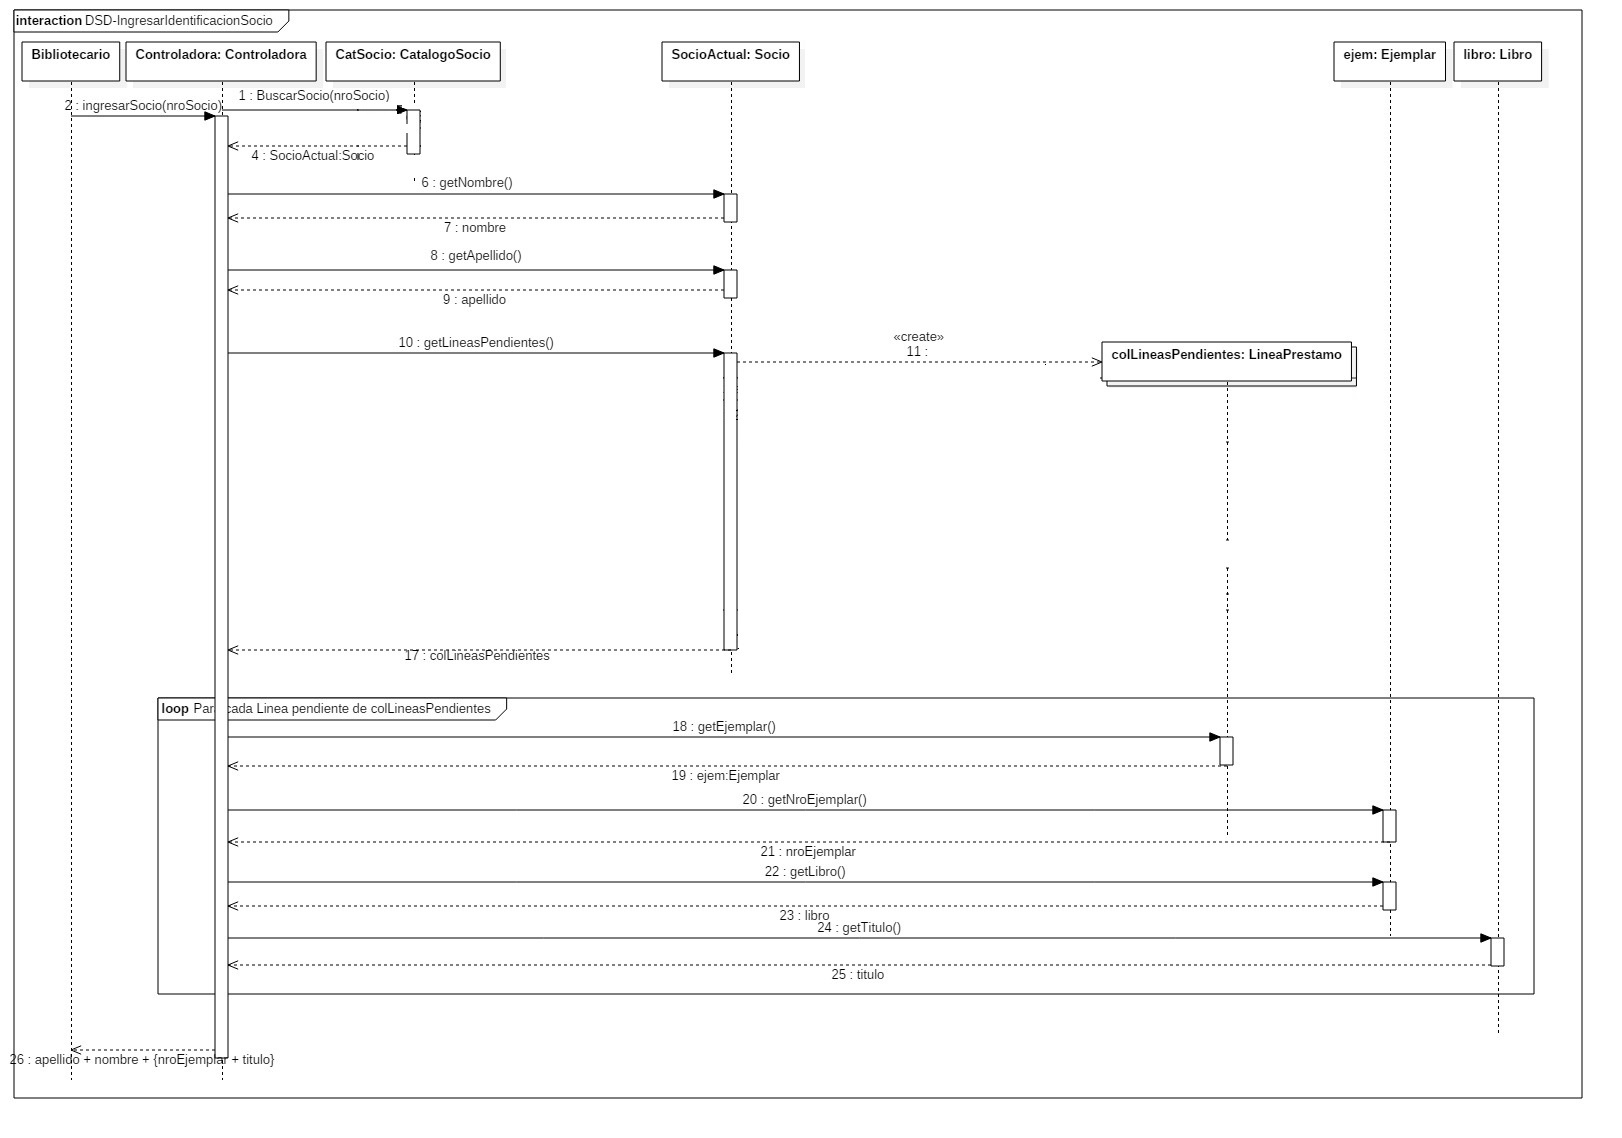 interaction DSD-IngresarIdentificacionSocio
Bibliotecario
Controladora: Controladora
CatSocio: CatalogoSocio
SocioActual: Socio
ejem: Ejemplar
libro: Libro
1 : BuscarSocio(nroSocio)
2 : ingresarSocio(nroSocio)
4 : SocioActual:Socio
6 : getNombre()
7 : nombre
8 : getApellido()
9 : apellido
«create»
11 :
10 : getLineasPendientes()
colLineasPendientes: LineaPrestamo
17 : colLineasPendientes
loop Para cada Linea pendiente de colLineasPendientes
18 : getEjemplar()
19 : ejem:Ejemplar
20 : getNroEjemplar()
21 : nroEjemplar
22 : getLibro()
23 : libro
24 : getTitulo()
25 : titulo
26 : apellido + nombre + {nroEjemplar + titulo}